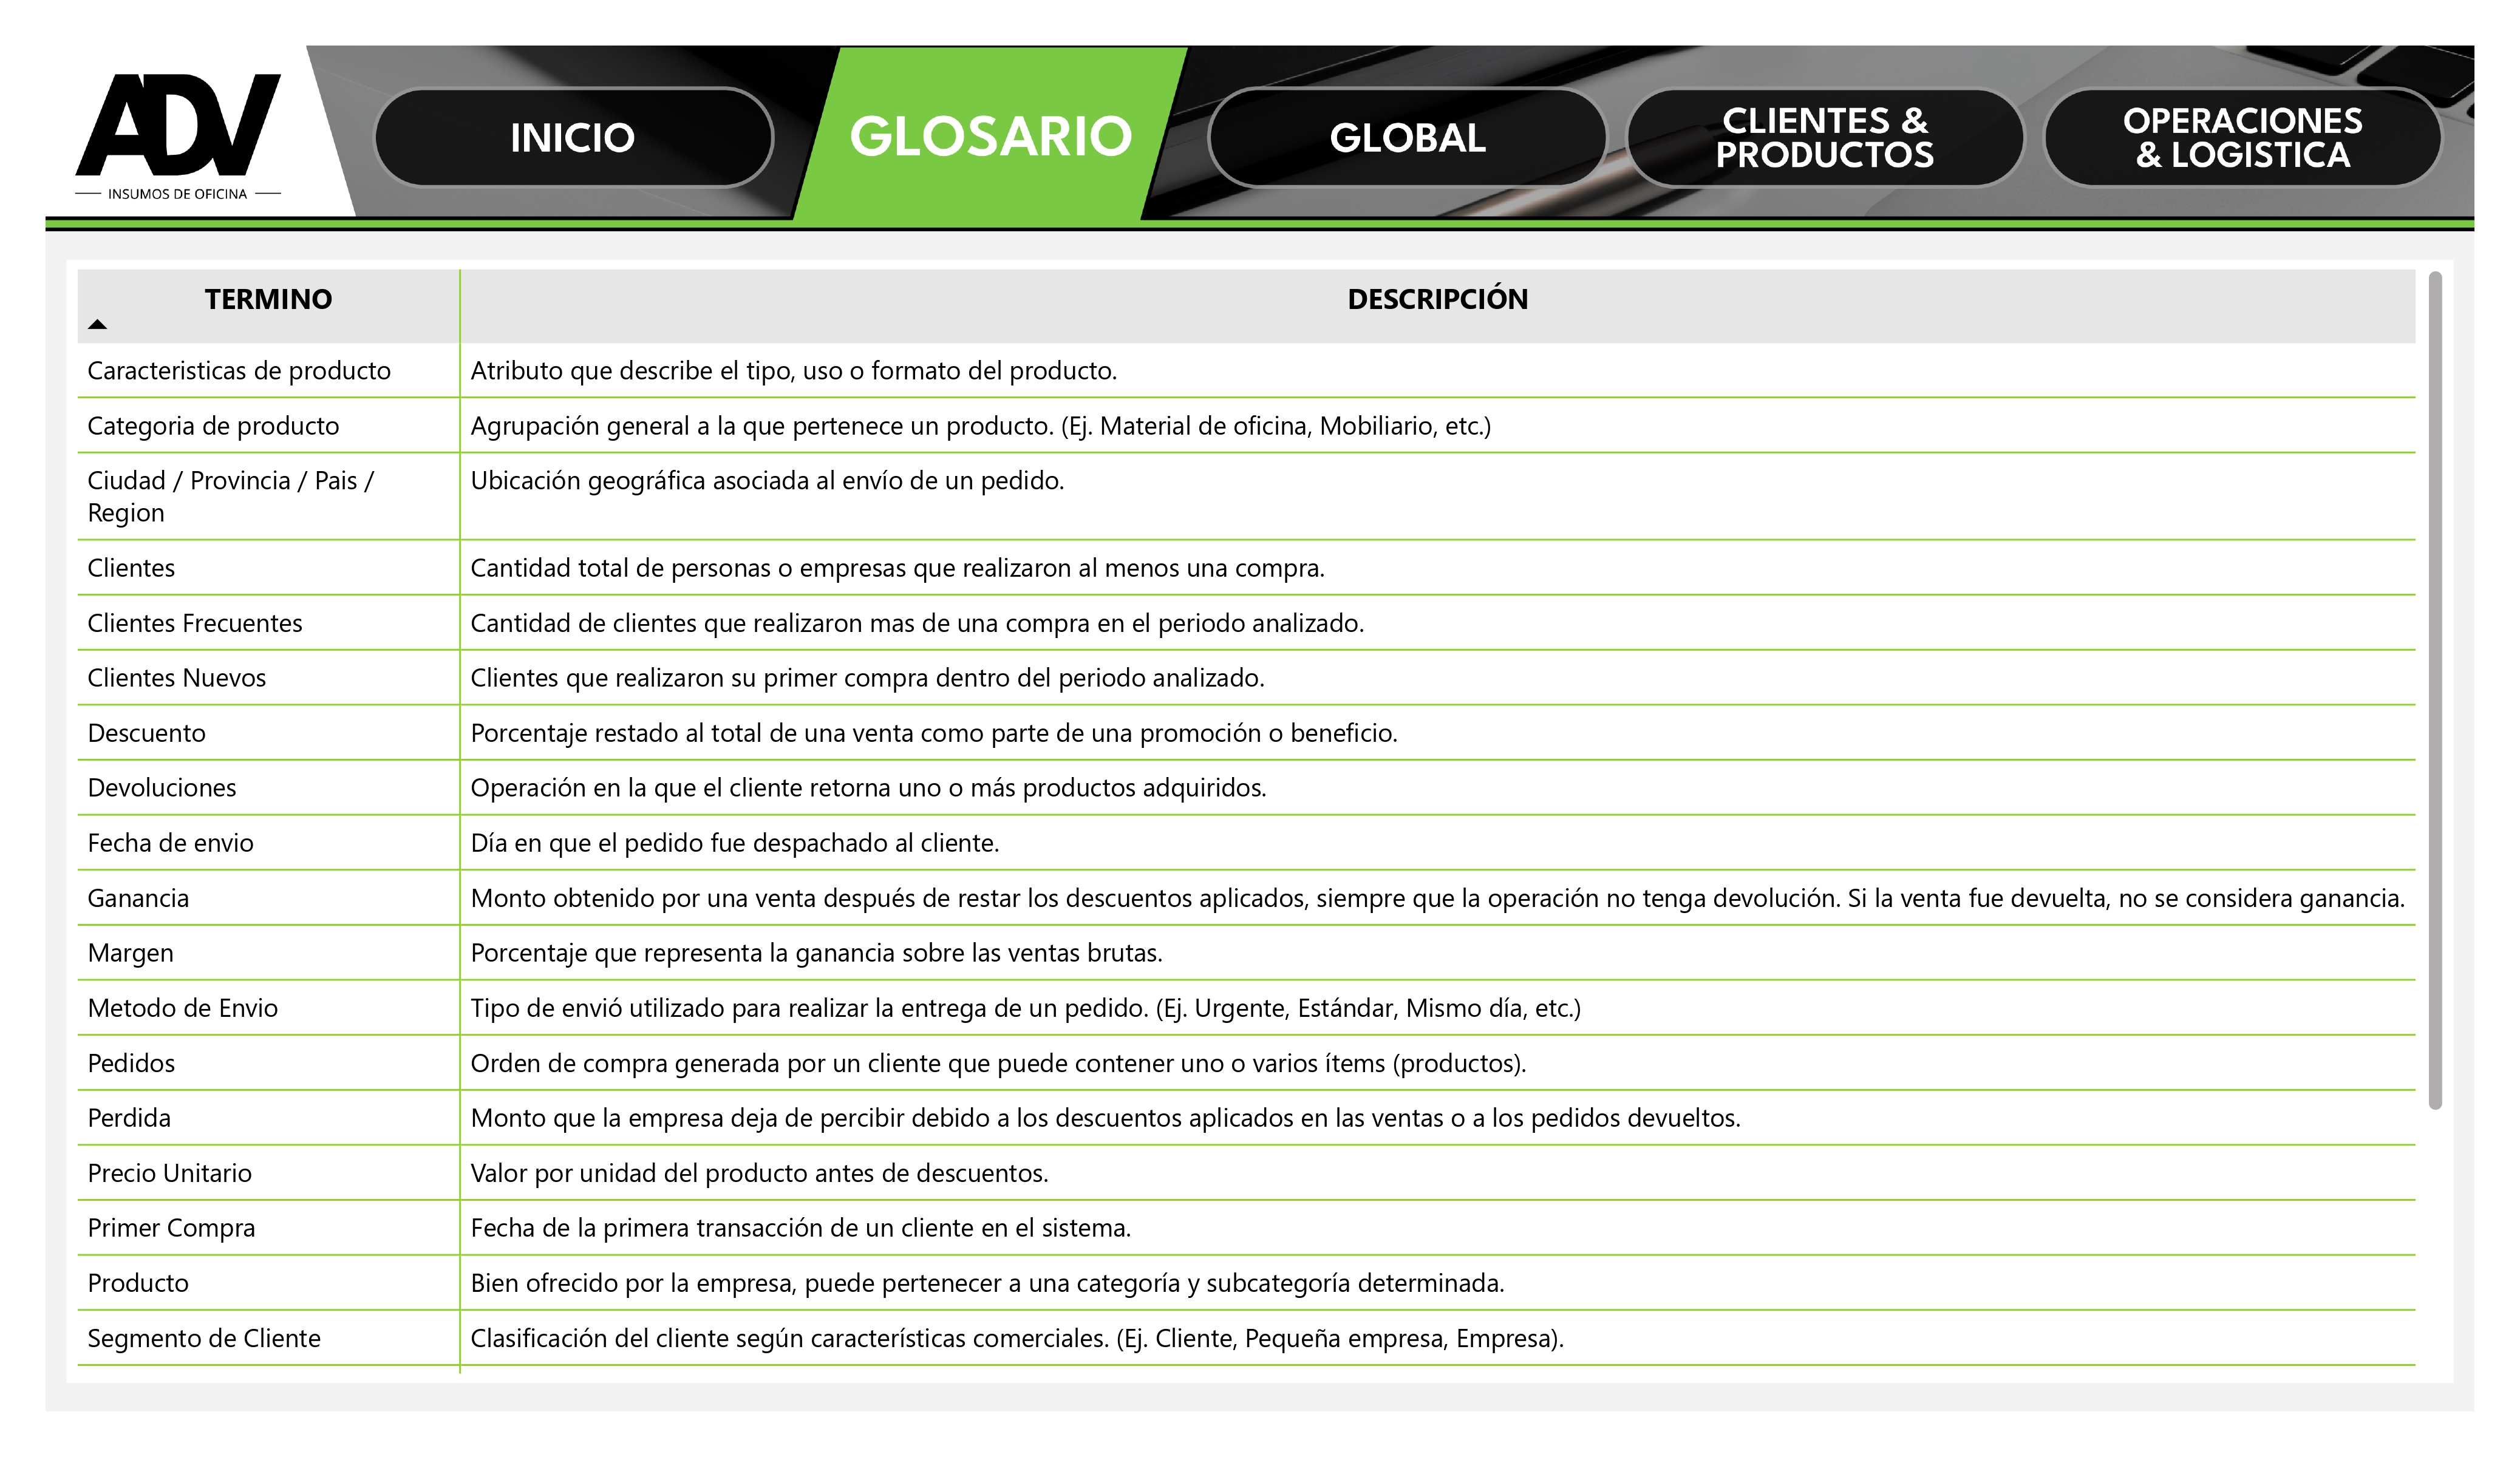 ADV
INSUMOS DE OFICINA
INICIO
GLOSARIO
GLOBAL
CLIENTES &
PRODUCTOS
OPERACIONES
& LOGISTICA
TERMINO DESCRIPCIÓN
Caracteristicas de producto Atributo que describe el tipo, uso o formato del producto.
Categoria de producto Agrupación general a la que pertenece un producto. (Ej. Material de oficina, Mobiliario, etc.)
Ciudad / Provincia / Pais / Ubicación geográfica asociada al envío de un pedido.
Region
Clientes Cantidad total de personas o empresas que realizaron al menos una compra.
Clientes Frecuentes Cantidad de clientes que realizaron mas de una compra en el periodo analizado.
Clientes Nuevos Clientes que realizaron su primer compra dentro del periodo analizado.
Descuento Porcentaje restado al total de una venta como parte de una promoción o beneficio.
Devoluciones Operación en la que el cliente retorna uno o más productos adquiridos.
Fecha de envio Día en que el pedido fue despachado al cliente.
Ganancia Monto obtenido por una venta después de restar los descuentos aplicados, siempre que la operación no tenga devolución. Si la venta fue devuelta, no se considera ganancia.
Margen Porcentaje que representa la ganancia sobre las ventas brutas.
Metodo de Envio Tipo de envió utilizado para realizar la entrega de un pedido. (Ej. Urgente, Estándar, Mismo día, etc.)
Pedidos Orden de compra generada por un cliente que puede contener uno o varios ítems (productos).
Perdida Monto que la empresa deja de percibir debido a los descuentos aplicados en las ventas o a los pedidos devueltos.
Precio Unitario Valor por unidad del producto antes de descuentos.
Primer Compra Fecha de la primera transacción de un cliente en el sistema.
Producto Bien ofrecido por la empresa, puede pertenecer a una categoría y subcategoría determinada.
Segmento de Cliente Clasificación del cliente según características comerciales. (Ej. Cliente, Pequeña empresa, Empresa).